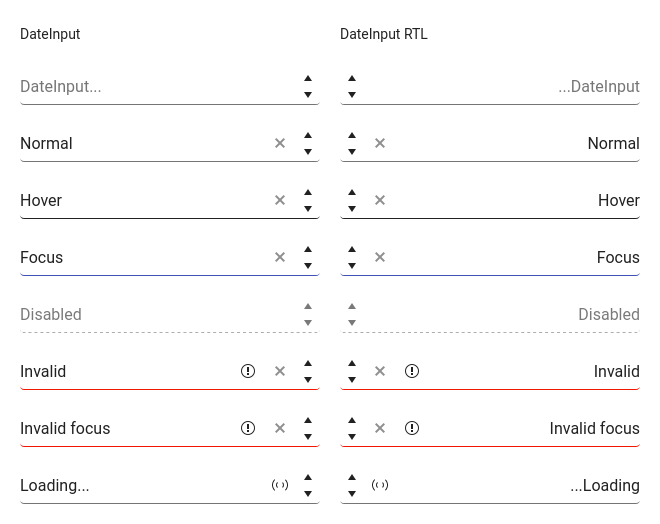 DateInput
DateInput RTL
DateInput...
...DateInput
Normal
Normal
Hover
Hover
Focus
Focus
Disabled
Disabled
Invalid
Invalid
Invalid focus
Invalid focus
Loading...
...Loading